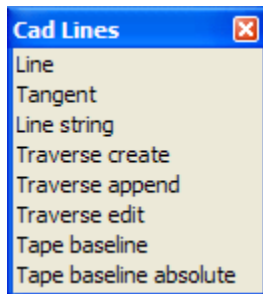 Cad Lines
Line
Tangent
Line string
Traverse create
Traverse append
Traverse edit
Tape baseline
Tape baseline absolute